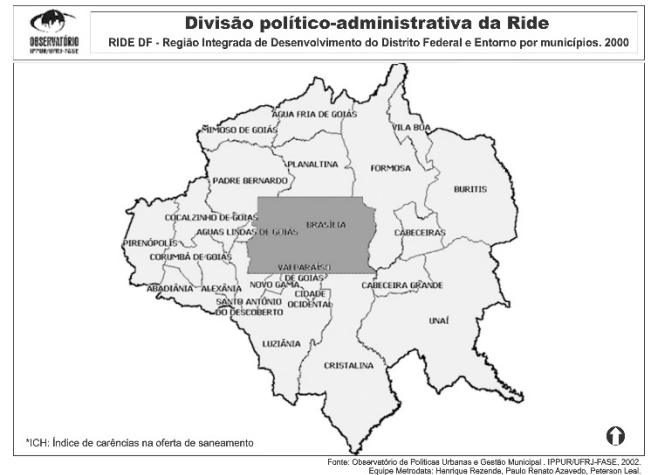 OBSERVATÓRIO
IPPUR/UFRJ-FASE
Divisão político-administrativa da Ride
RIDE DF - Região Integrada de Desenvolvimento do Distrito Federal e Entorno por municípios. 2000
ÁGUA FRIA DE GOIÁS
MIMOSO DE GOIÁS
VILA BOA
PLANALTINA
FORMOSA
PADRE BERNARDO
BURITIS
COCALZINHO DE GOIAS
BRASÍLIA
AGUAS LINDAS DE GOIÁS
CABECEIRAS
PIRENÓPOLIS
CORUMBÁ DE GOIAS
VALPARAÍSO
DE GOIÁS
ABADIÂNIA
ALEXÂNIA
NOVO GAMA
CABECEIRA GRANDE
CIDADE
OCIDENTAL
SANTO ANTÔNIO
DO DESCOBERTO
UNAÍ
LUZIÂNIA
CRISTALINA
*ICH: Índice de carências na oferta de saneamento
Fonte: Observatório de Políticas Urbanas e Gestão Municipal . IPPUR/UFRJ-FASE, 2002.
Equipe Metrodata: Henrique Rezende, Paulo Renato Azevedo, Peterson Leal.